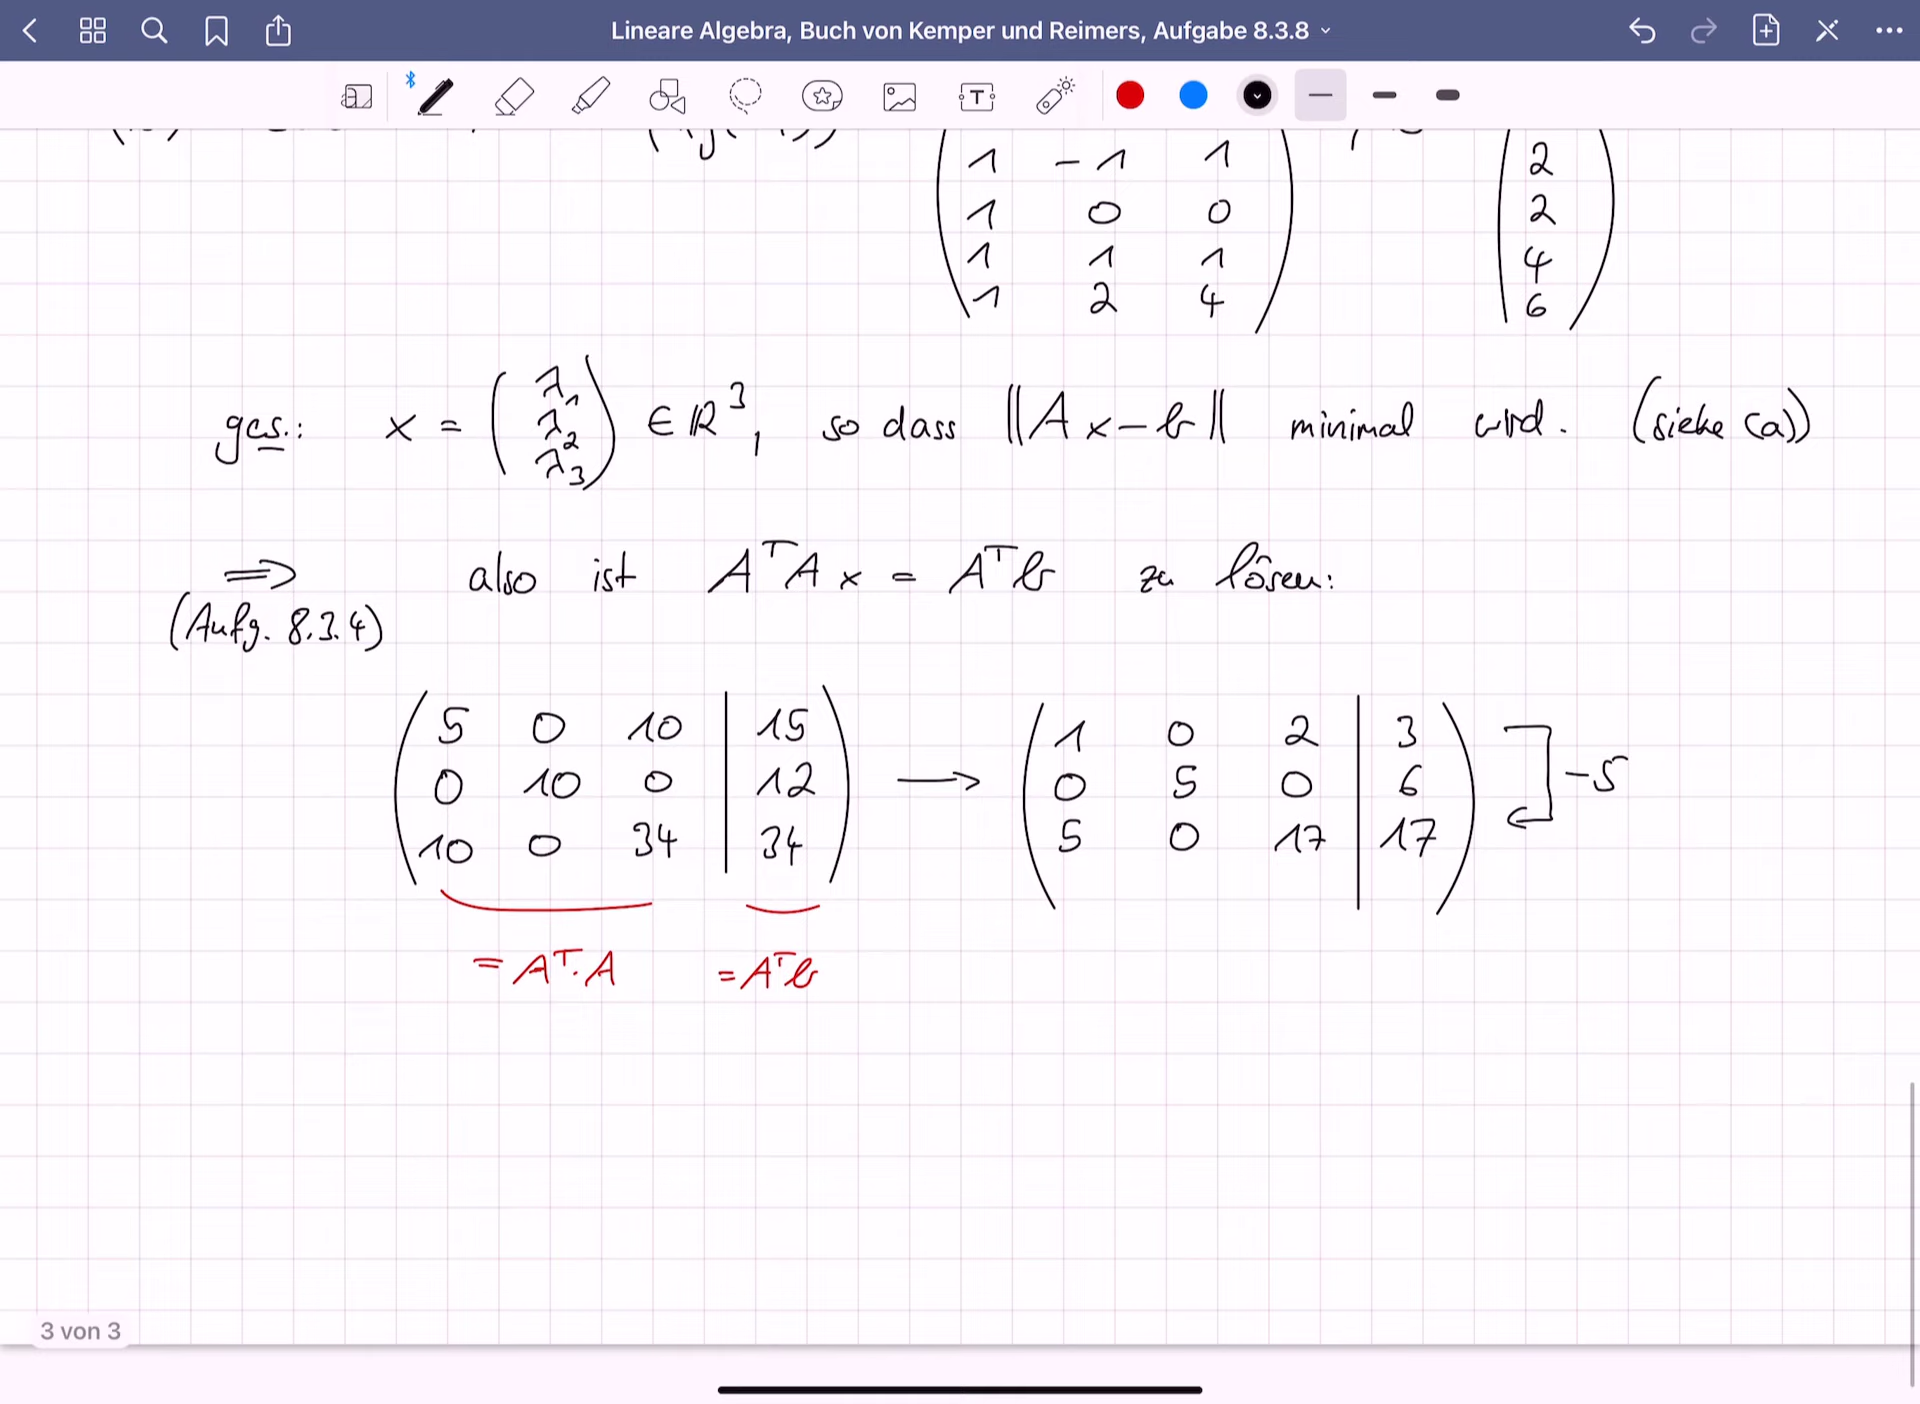 Lineare Algebra, Buch von Kemper und Reimers, Aufgabe 8.3.8
1 -1 1 2
1 0 0 2
1 1 1 4
1 2 4 6
ges.: x = (λ₁ λ₂ λ₃) ∈ ℝ³, so dass ‖Ax-b‖ minimal wird. (siehe (a))
⟹ also ist AᵀAx = Aᵀb zu lösen:
(Aufg. 8.3.4)
( 5 0 10 | 15 ) → ( 1 0 2 | 3 )
( 0 10 0 | 12 ) ( 0 5 0 | 6 ) -5
( 10 0 34 | 34 ) ( 5 0 17 | 17 )
= Aᵀ·A = Aᵀb
3 von 3